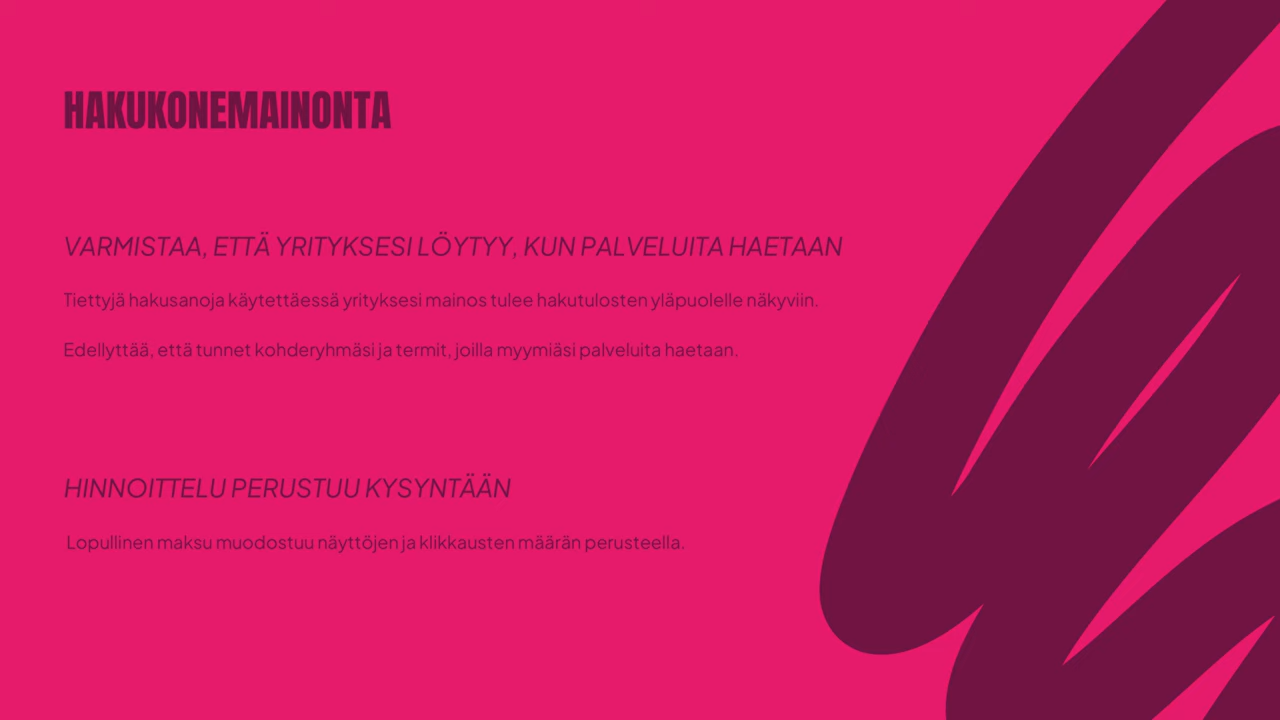 HAKUKONEMAINONTA
VARMISTAA, ETTÄ YRITYKSESI LÖYTYY, KUN PALVELUITA HAETAAN
Tiettyjä hakusanoja käytettäessä yrityksesi mainos tulee hakutulosten yläpuolelle näkyviin.
Edellyttää, että tunnet kohderyhmäsi ja termit, joilla myymiäsi palveluita haetaan.
HINNOITTELU PERUSTUU KYSYNTÄÄN
Lopullinen maksu muodostuu näyttöjen ja klikkausten määrän perusteella.